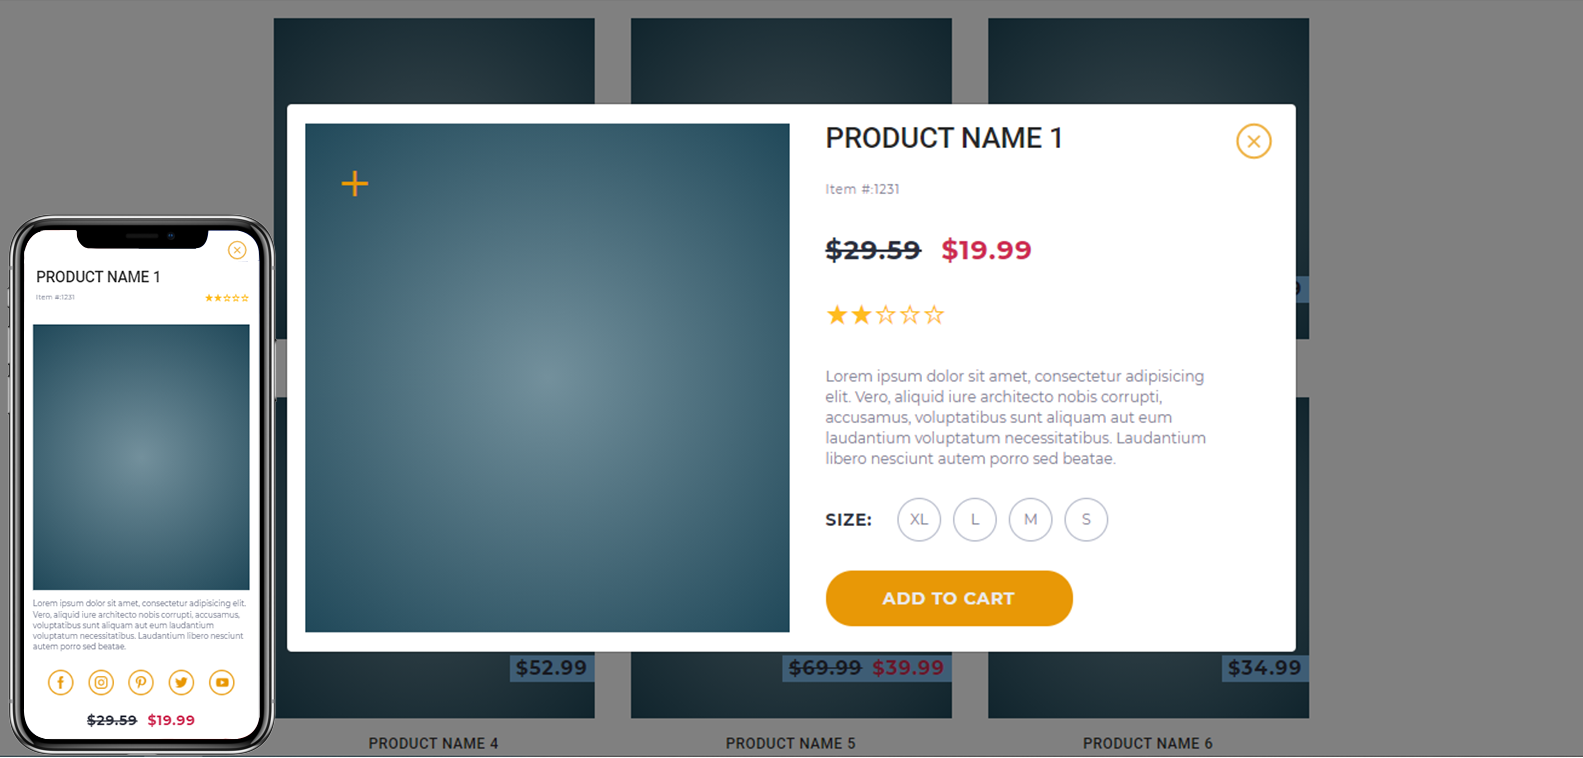 PRODUCT NAME 1
Item #:1231
$29.59 $19.99
Lorem ipsum dolor sit amet, consectetur adipisicing
elit. Vero, aliquid iure architecto nobis corrupti,
accusamus, voluptatibus sunt aliquam aut eum
laudantium voluptatum necessitatibus. Laudantium
libero nesciunt autem porro sed beatae.
SIZE: XL L M S
ADD TO CART
PRODUCT NAME 1
Item #:1231
Lorem ipsum dolor sit amet, consectetur adipisicing elit.
Vero, aliquid iure architecto nobis corrupti, accusamus,
voluptatibus sunt aliquam aut eum laudantium
voluptatum necessitatibus. Laudantium libero nesciunt
autem porro sed beatae.
$29.59 $19.99
$52.99
$69.99 $39.99
$34.99
PRODUCT NAME 4
PRODUCT NAME 5
PRODUCT NAME 6